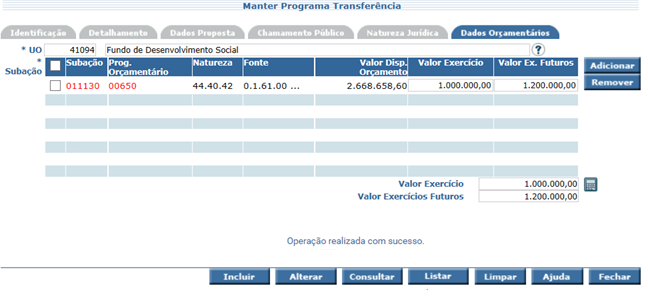 Manter Programa Transferência
Identificação Detalhamento Dados Proposta Chamamento Público Natureza Jurídica Dados Orçamentários
* UO 41094 Fundo de Desenvolvimento Social ?
* Subação
Subação Prog. Orçamentário Natureza Fonte Valor Disp. Orçamento Valor Exercício Valor Ex. Futuros Adicionar
011130 00650 44.40.42 0.1.61.00 ... 2.668.658,60 1.000.000,00 1.200.000,00 Remover
Valor Exercício 1.000.000,00
Valor Exercícios Futuros 1.200.000,00
Operação realizada com sucesso.
Incluir Alterar Consultar Listar Limpar Ajuda Fechar